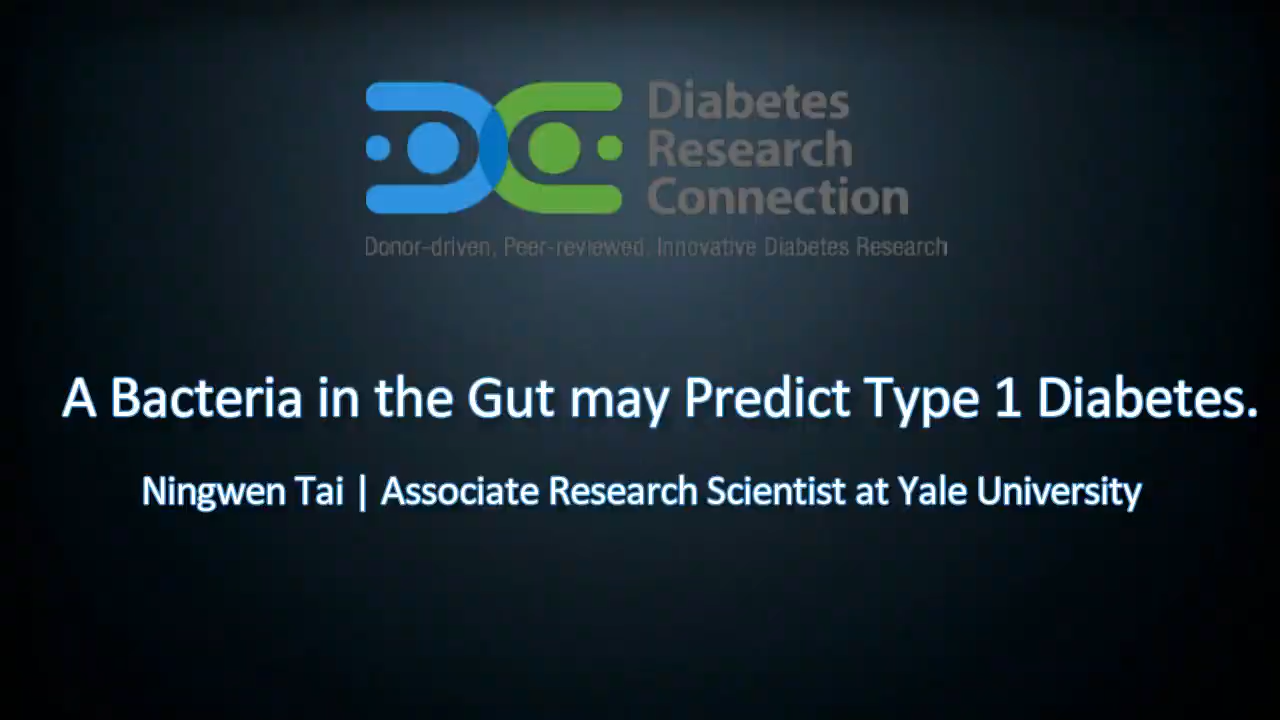 Diabetes
Research
Connection
Donor-driven, Peer-reviewed, Innovative Diabetes Research
A Bacteria in the Gut may Predict Type 1 Diabetes.
Ningwen Tai | Associate Research Scientist at Yale University